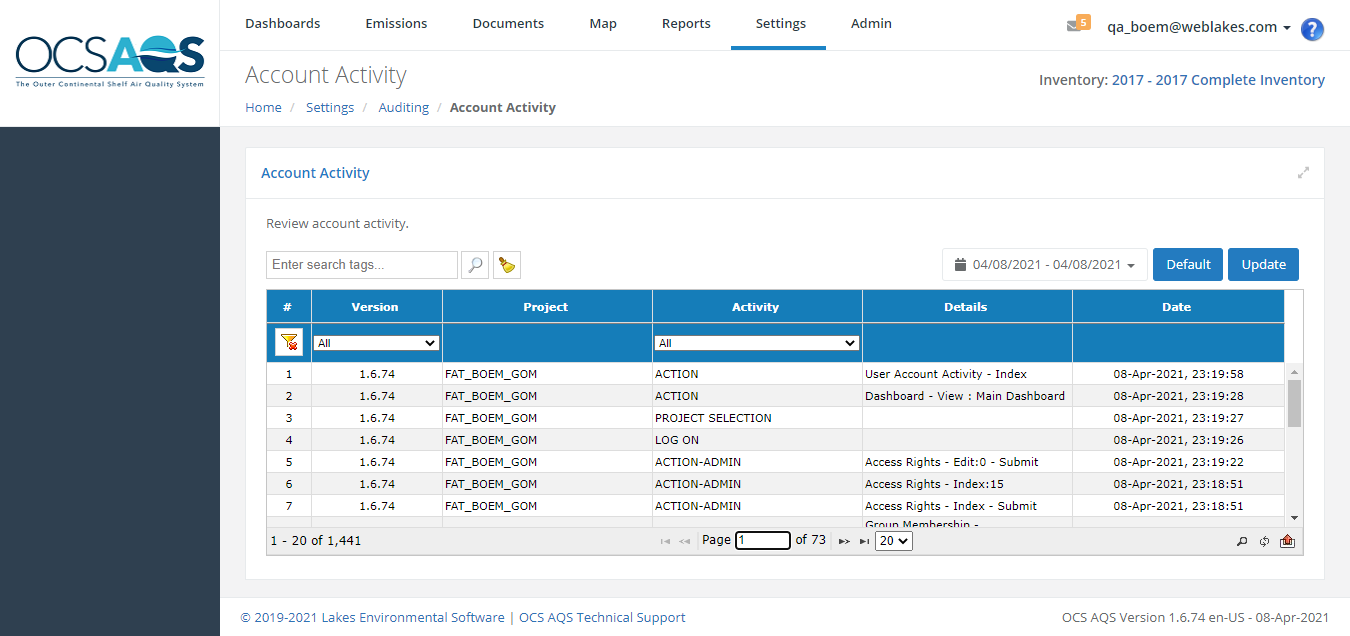 OCSAQS
The Outer Continental Shelf Air Quality System
Dashboards Emissions Documents Map Reports Settings Admin
5 qa_boem@weblakes.com ?
Account Activity
Inventory: 2017 - 2017 Complete Inventory
Home / Settings / Auditing / Account Activity
Account Activity
Review account activity.
Enter search tags... 04/08/2021 - 04/08/2021 Default Update
# Version Project Activity Details Date
All All
1 1.6.74 FAT_BOEM_GOM ACTION User Account Activity - Index 08-Apr-2021, 23:19:58
2 1.6.74 FAT_BOEM_GOM ACTION Dashboard - View : Main Dashboard 08-Apr-2021, 23:19:28
3 1.6.74 FAT_BOEM_GOM PROJECT SELECTION 08-Apr-2021, 23:19:27
4 1.6.74 FAT_BOEM_GOM LOG ON 08-Apr-2021, 23:19:26
5 1.6.74 FAT_BOEM_GOM ACTION-ADMIN Access Rights - Edit:0 - Submit 08-Apr-2021, 23:19:22
6 1.6.74 FAT_BOEM_GOM ACTION-ADMIN Access Rights - Index:15 08-Apr-2021, 23:18:51
7 1.6.74 FAT_BOEM_GOM ACTION-ADMIN Access Rights - Index - Submit 08-Apr-2021, 23:18:51
Group Membership -
1 - 20 of 1,441 Page 1 of 73 20
© 2019-2021 Lakes Environmental Software | OCS AQS Technical Support
OCS AQS Version 1.6.74 en-US - 08-Apr-2021